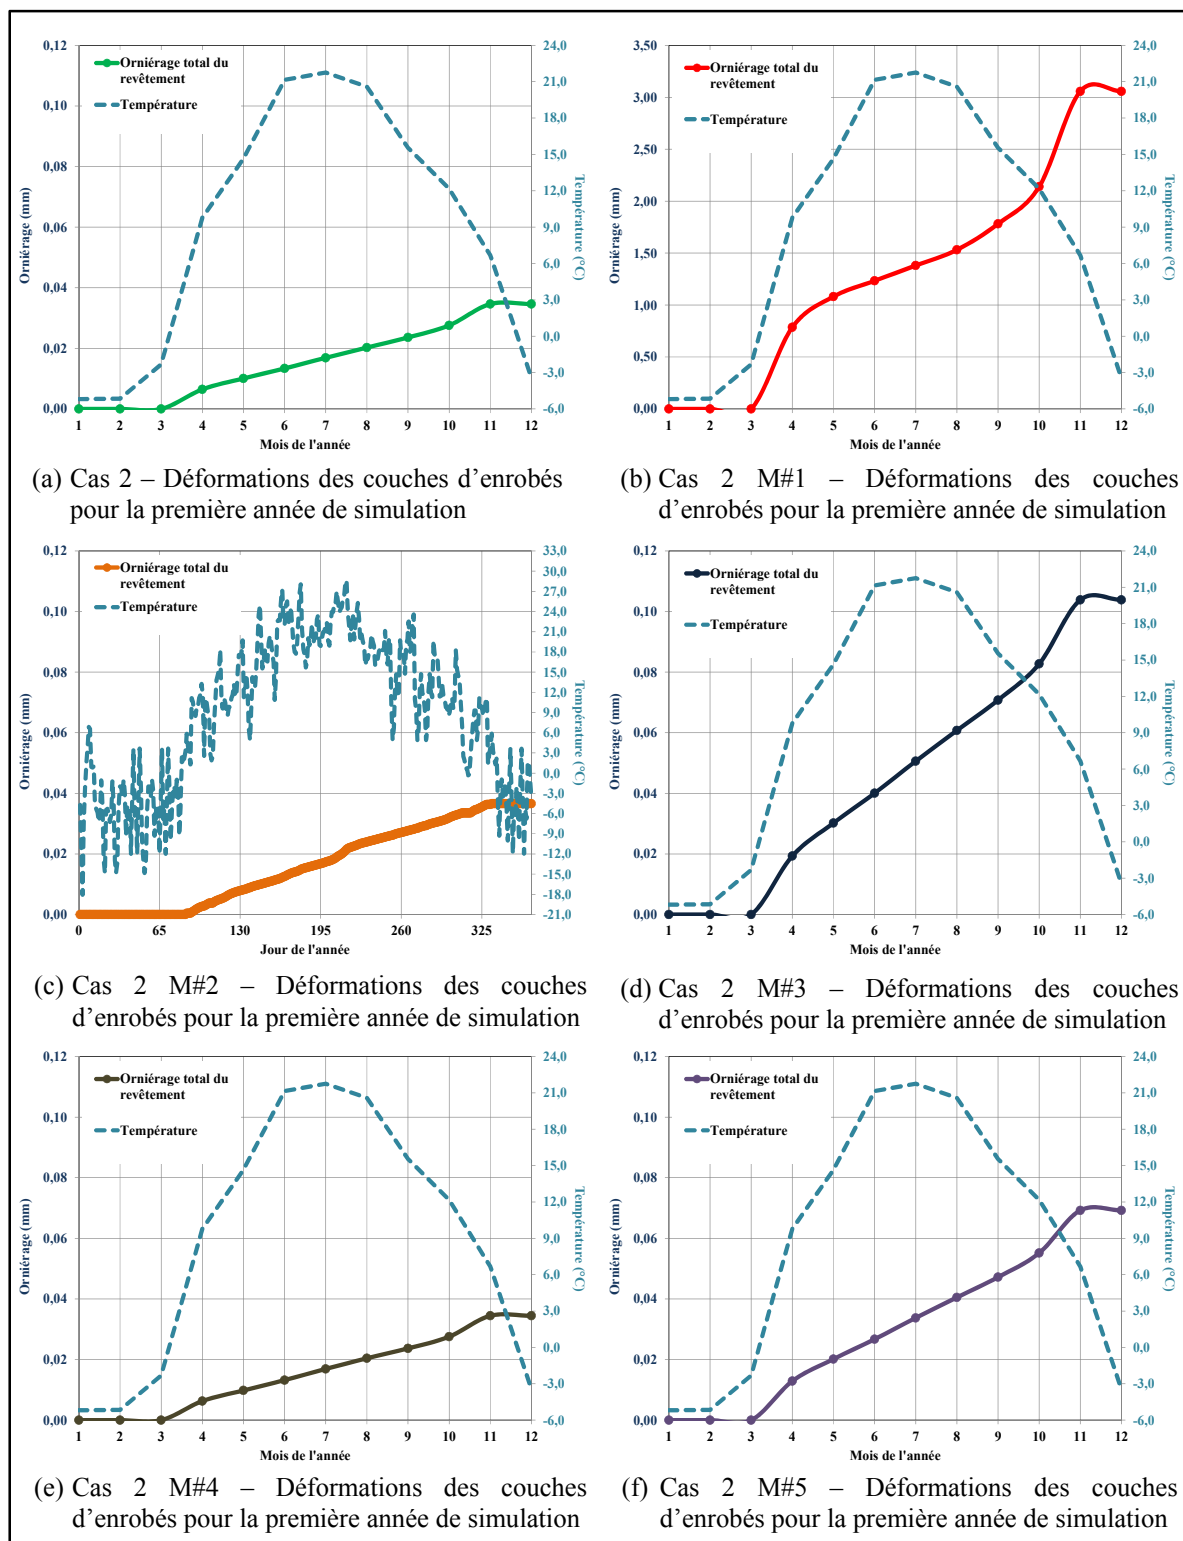 0,12
0,10
0,08
0,06
0,04
0,02
0,00
Orniérage (mm)
Orniérage total du
revêtement
Température
24,0
21,0
18,0
15,0
12,0
9,0
6,0
3,0
0,0
-3,0
-6,0
Température (°C)
1 2 3 4 5 6 7 8 9 10 11 12
Mois de l'année
(a) Cas 2 – Déformations des couches d’enrobés
pour la première année de simulation
3,50
3,00
2,50
2,00
1,50
1,00
0,50
0,00
Orniérage (mm)
Orniérage total du
revêtement
Température
24,0
21,0
18,0
15,0
12,0
9,0
6,0
3,0
0,0
-3,0
-6,0
Température (°C)
1 2 3 4 5 6 7 8 9 10 11 12
Mois de l'année
(b) Cas 2 M#1 – Déformations des couches
d’enrobés pour la première année de simulation
0,12
0,10
0,08
0,06
0,04
0,02
0,00
Orniérage (mm)
Orniérage total du
revêtement
Température
33,0
30,0
27,0
24,0
21,0
18,0
15,0
12,0
9,0
6,0
3,0
0,0
-3,0
-6,0
-9,0
-12,0
-15,0
-18,0
-21,0
Température (°C)
0 65 130 195 260 325
Jour de l'année
(c) Cas 2 M#2 – Déformations des couches
d’enrobés pour la première année de simulation
0,12
0,10
0,08
0,06
0,04
0,02
0,00
Orniérage (mm)
Orniérage total du
revêtement
Température
24,0
21,0
18,0
15,0
12,0
9,0
6,0
3,0
0,0
-3,0
-6,0
Température (°C)
1 2 3 4 5 6 7 8 9 10 11 12
Mois de l'année
(d) Cas 2 M#3 – Déformations des couches
d’enrobés pour la première année de simulation
0,12
0,10
0,08
0,06
0,04
0,02
0,00
Orniérage (mm)
Orniérage total du
revêtement
Température
24,0
21,0
18,0
15,0
12,0
9,0
6,0
3,0
0,0
-3,0
-6,0
Température (°C)
1 2 3 4 5 6 7 8 9 10 11 12
Mois de l'année
(e) Cas 2 M#4 – Déformations des couches
d’enrobés pour la première année de simulation
0,12
0,10
0,08
0,06
0,04
0,02
0,00
Orniérage (mm)
Orniérage total du
revêtement
Température
24,0
21,0
18,0
15,0
12,0
9,0
6,0
3,0
0,0
-3,0
-6,0
Température (°C)
1 2 3 4 5 6 7 8 9 10 11 12
Mois de l'année
(f) Cas 2 M#5 – Déformations des couches
d’enrobés pour la première année de simulation